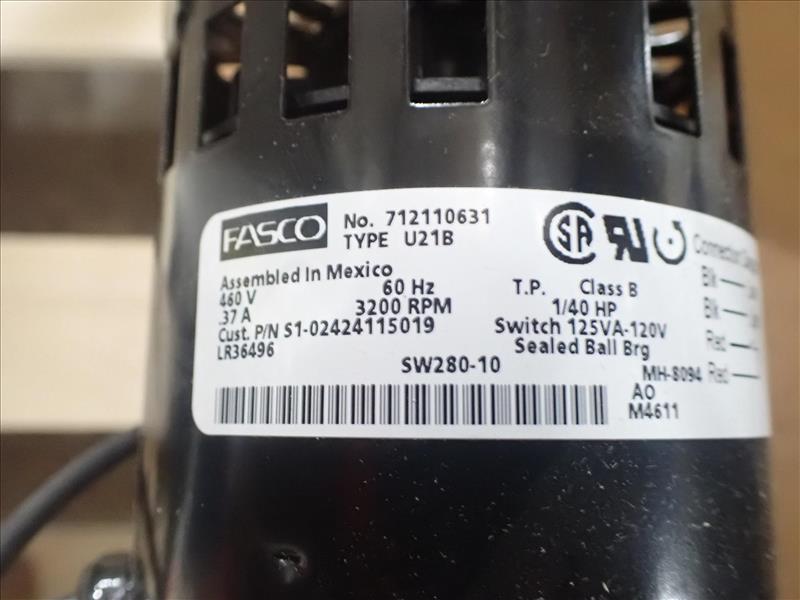 FASCO
No. 712110631
TYPE U21B
Assembled In Mexico
460 V 60 Hz
.37 A 3200 RPM
Cust. P/N S1-02424115019
LR36496
SW280-10
T.P. Class B
1/40 HP
Switch 125VA-120V
Sealed Ball Brg
MH-8094
AO
M4611
Connection
Blk
Blk
Red
Red